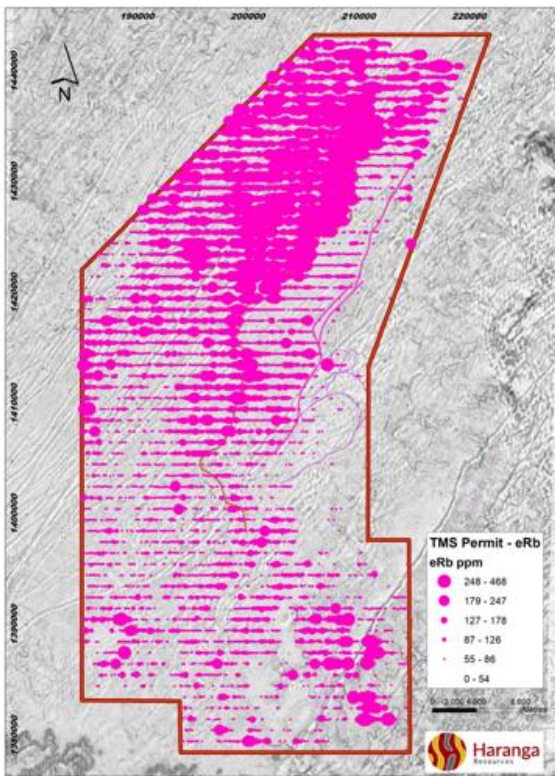 190000 200000 210000 220000
1440000
1430000
1420000
1410000
1400000
1390000
1380000
N
TMS Permit - eRb
eRb ppm
248 - 468
179 - 247
127 - 178
87 - 126
55 - 86
0 - 54
Haranga
Resources